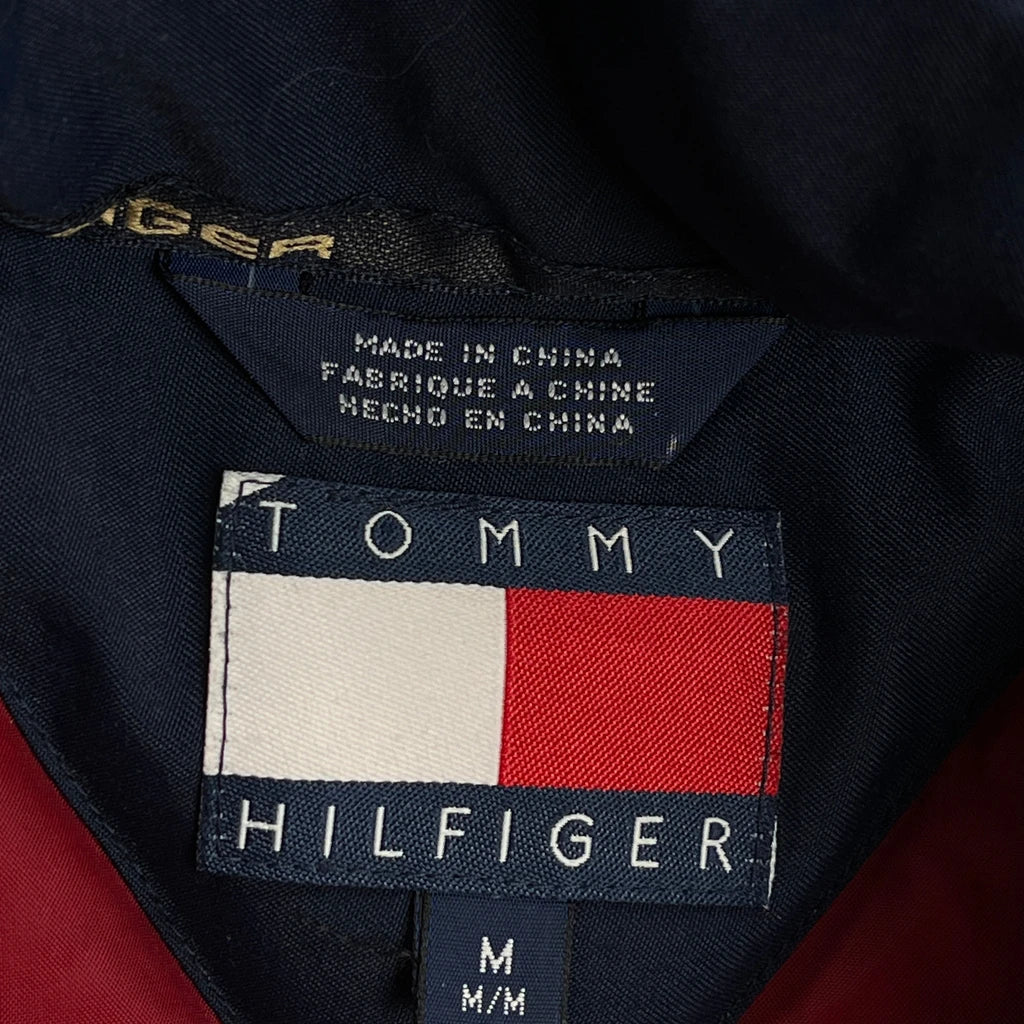 MADE IN CHINA
FABRIQUE A CHINE
HECHO EN CHINA
TOMMY
HILFIGER
M
M/M